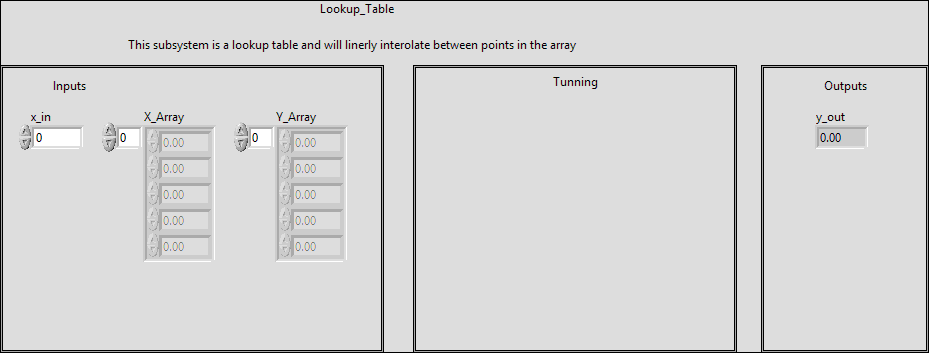 Lookup_Table
This subsystem is a lookup table and will linerly interolate between points in the array
Inputs
Tunning
Outputs
x_in
X_Array
Y_Array
y_out
0
0
0
0.00
0.00 0.00
0.00 0.00
0.00 0.00
0.00 0.00
0.00 0.00